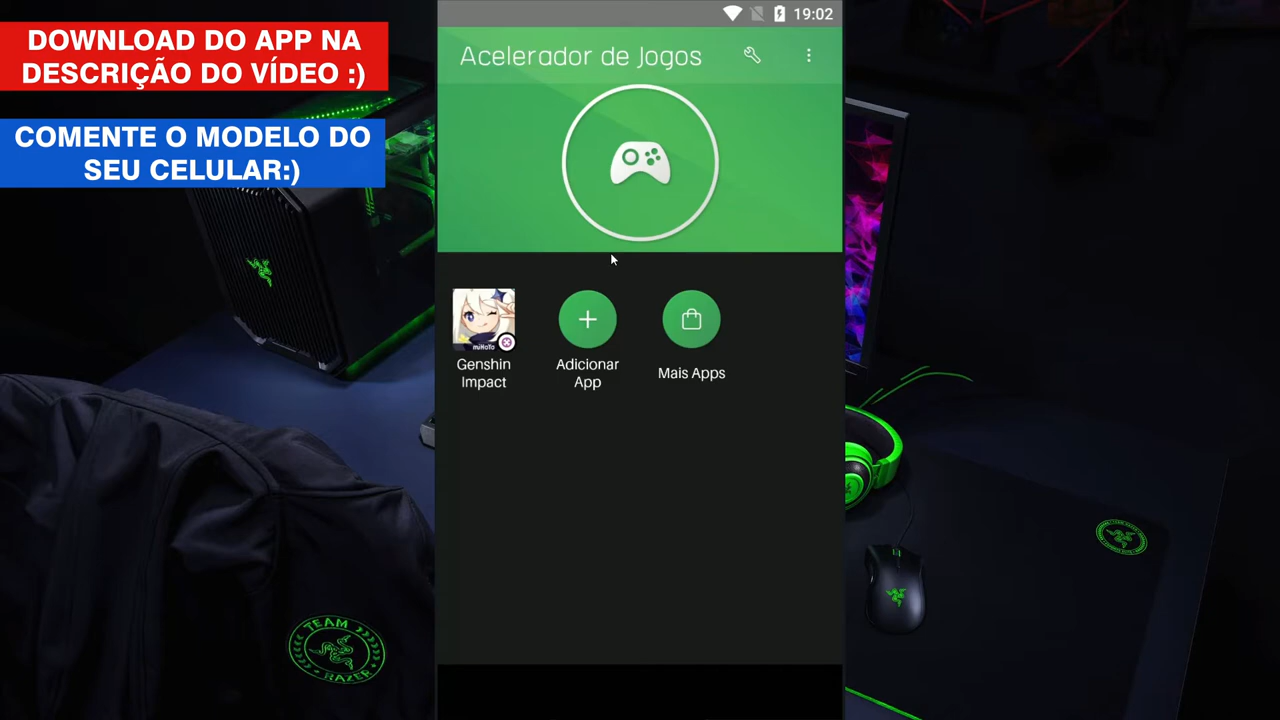 DOWNLOAD DO APP NA
DESCRIÇÃO DO VÍDEO :)
COMENTE O MODELO DO
SEU CELULAR:)
19:02
Acelerador de Jogos
miHoYo
Genshin
Impact
Adicionar
App
Mais Apps
TEAM
RAZER